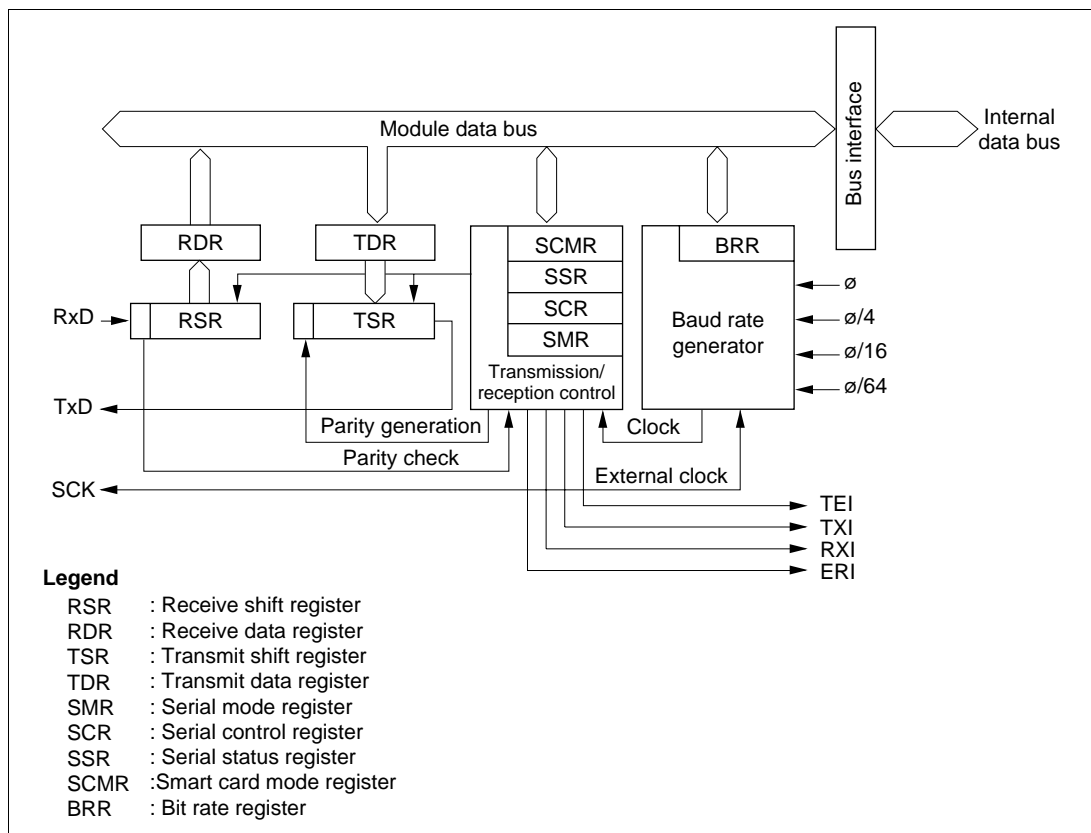 Module data bus
Bus interface
Internal
data bus
RDR
TDR
SCMR
SSR
SCR
SMR
Transmission/
reception control
BRR
Baud rate
generator
ø
ø/4
ø/16
ø/64
RxD
RSR
TSR
TxD
Parity generation
Parity check
Clock
SCK
External clock
TEI
TXI
RXI
ERI
Legend
RSR : Receive shift register
RDR : Receive data register
TSR : Transmit shift register
TDR : Transmit data register
SMR : Serial mode register
SCR : Serial control register
SSR : Serial status register
SCMR :Smart card mode register
BRR : Bit rate register